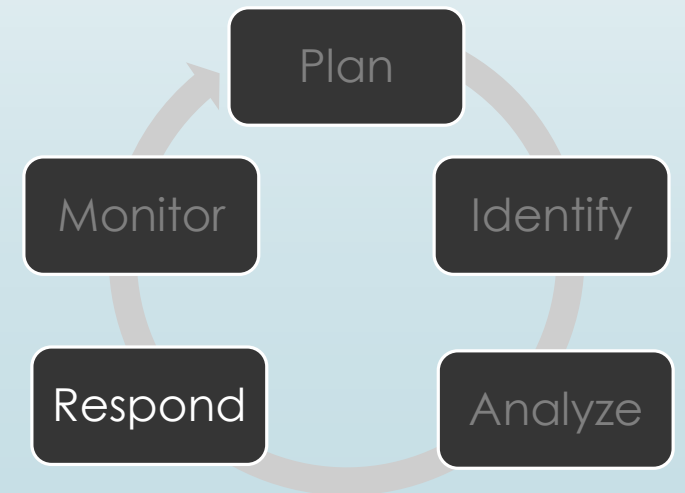 Plan
Monitor
Identify
Respond
Analyze